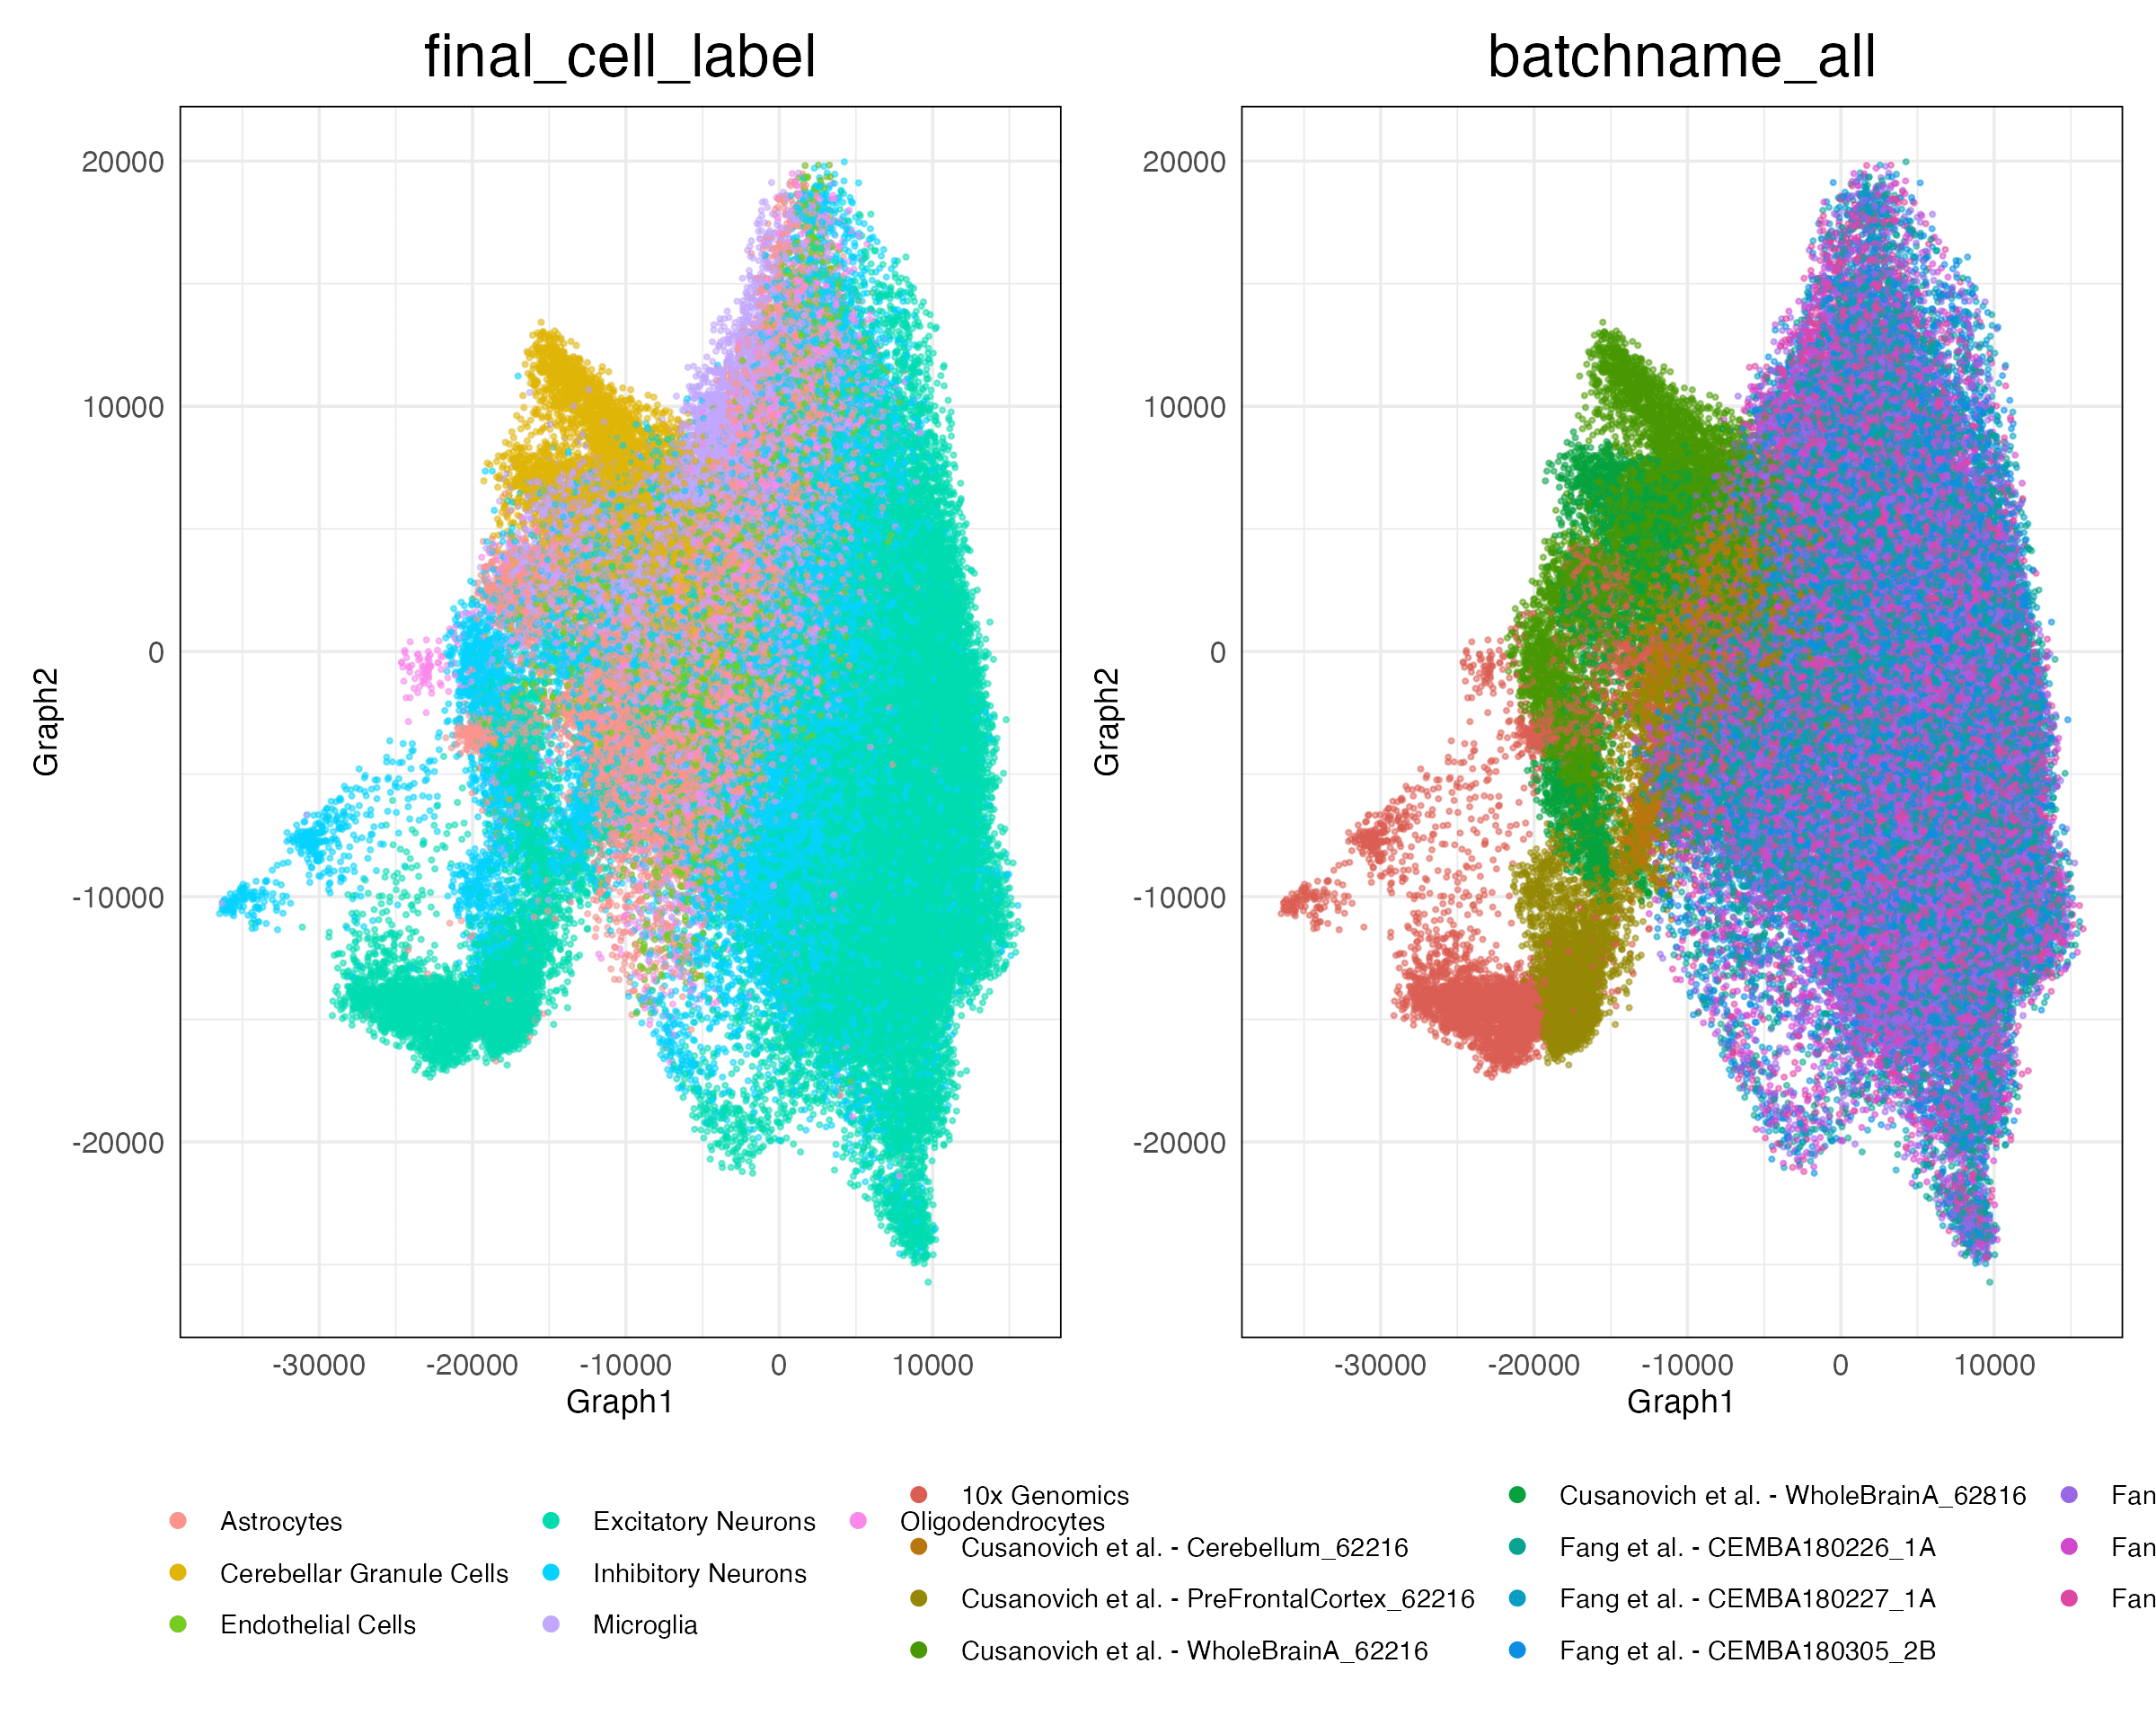 final_cell_label
20000
10000
0
-10000
-20000
Graph2
-30000 -20000 -10000 0 10000
Graph1
batchname_all
20000
10000
0
-10000
-20000
Graph2
-30000 -20000 -10000 0 10000
Graph1
Astrocytes
Cerebellar Granule Cells
Endothelial Cells
Excitatory Neurons
Inhibitory Neurons
Microglia
Oligodendrocytes
10x Genomics
Cusanovich et al. - Cerebellum_62216
Cusanovich et al. - PreFrontalCortex_62216
Cusanovich et al. - WholeBrainA_62216
Cusanovich et al. - WholeBrainA_62816
Fang et al. - CEMBA180226_1A
Fang et al. - CEMBA180227_1A
Fang et al. - CEMBA180305_2B
Fan
Fan
Fan